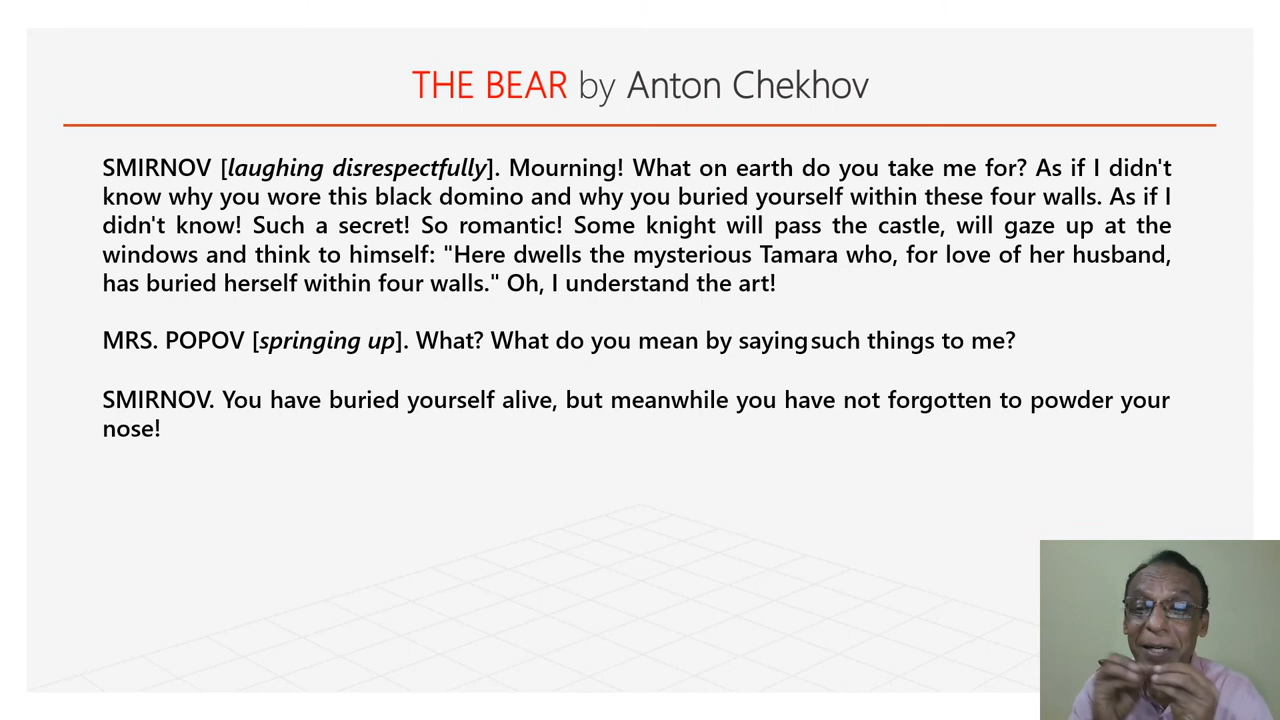 THE BEAR by Anton Chekhov
SMIRNOV [laughing disrespectfully]. Mourning! What on earth do you take me for? As if I didn't
know why you wore this black domino and why you buried yourself within these four walls. As if I
didn't know! Such a secret! So romantic! Some knight will pass the castle, will gaze up at the
windows and think to himself: "Here dwells the mysterious Tamara who, for love of her husband,
has buried herself within four walls." Oh, I understand the art!
MRS. POPOV [springing up]. What? What do you mean by saying such things to me?
SMIRNOV. You have buried yourself alive, but meanwhile you have not forgotten to powder your
nose!